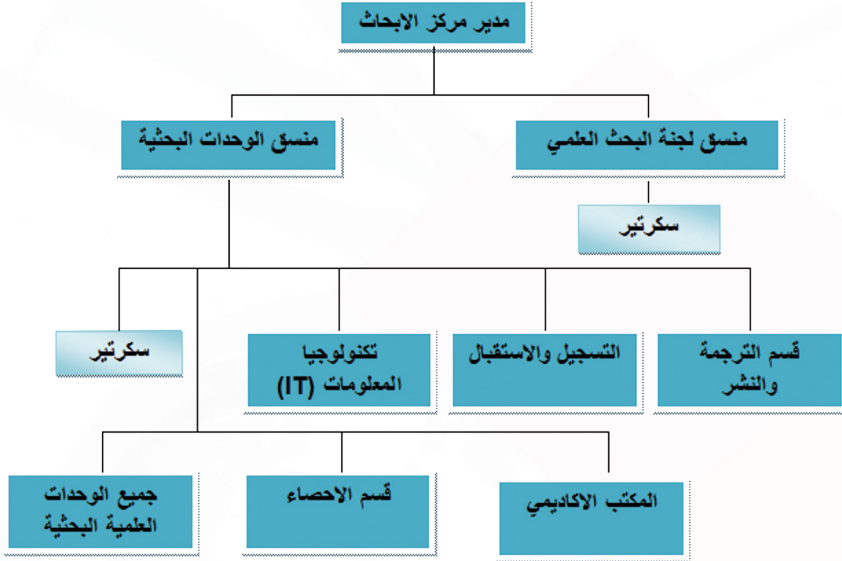 مدير مركز الابحاث
منسق لجنة البحث العلمي
منسق الوحدات البحثية
سكرتير
قسم الترجمة
والنشر
التسجيل والاستقبال
تكنولوجيا
المعلومات (IT)
سكرتير
المكتب الاكاديمي
قسم الاحصاء
جميع الوحدات
العلمية البحثية